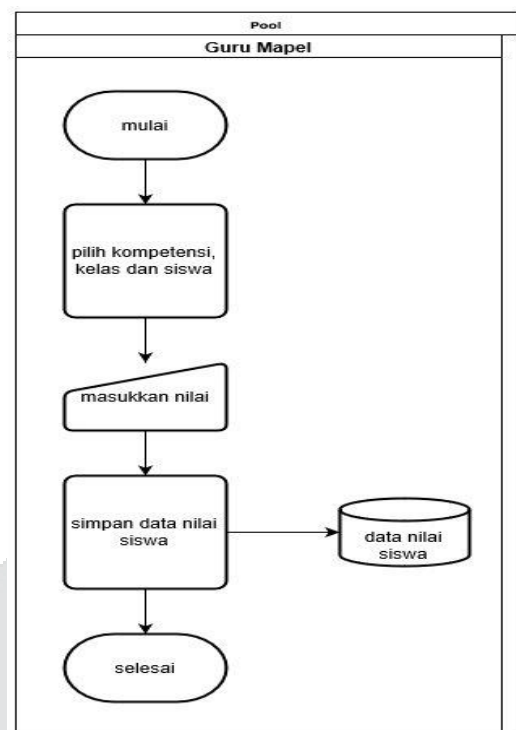 Pool
Guru Mapel
mulai
pilih kompetensi,
kelas dan siswa
masukkan nilai
simpan data nilai
siswa
data nilai
siswa
selesai